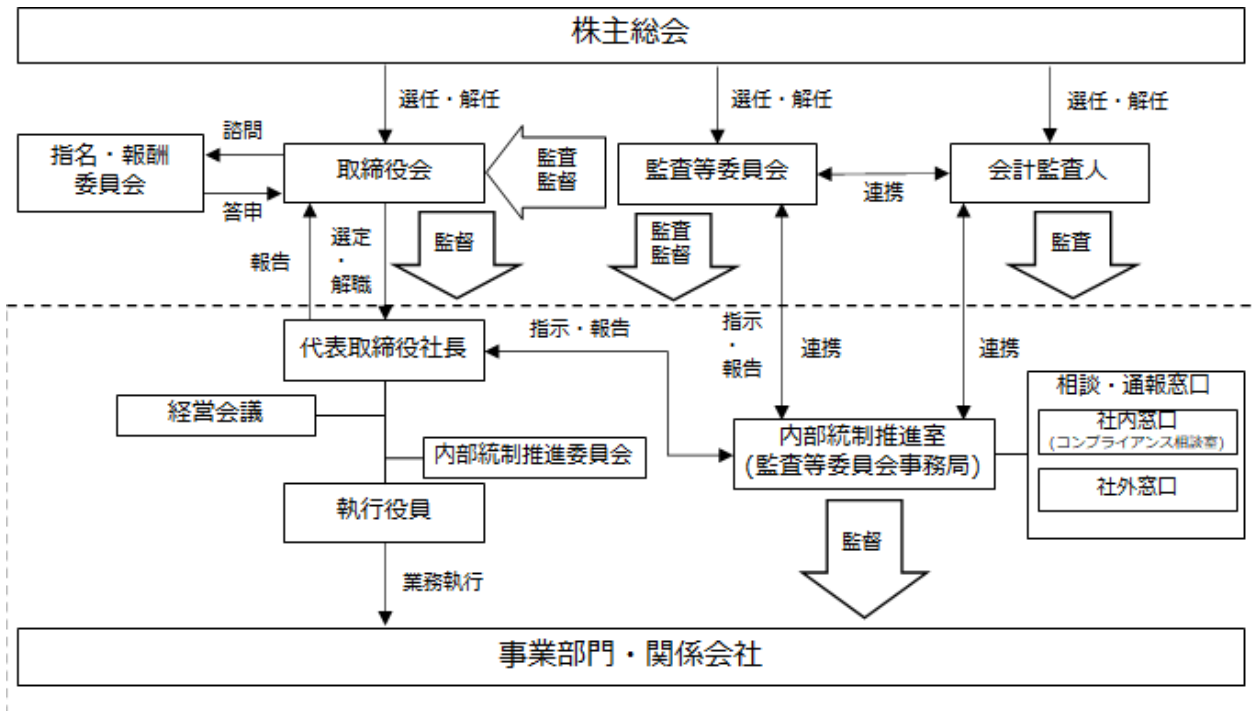 株主総会
選任・解任
選任・解任
選任・解任
諮問
指名・報酬
委員会
答申
取締役会
監査
監督
監査等委員会
連携
会計監査人
報告
選定
・
解職
監督
監査
監督
監査
代表取締役社長
指示・報告
指示
・
報告
連携
連携
経営会議
内部統制推進委員会
内部統制推進室
(監査等委員会事務局)
相談・通報窓口
社内窓口
(コンプライアンス相談室)
社外窓口
執行役員
監督
業務執行
事業部門・関係会社